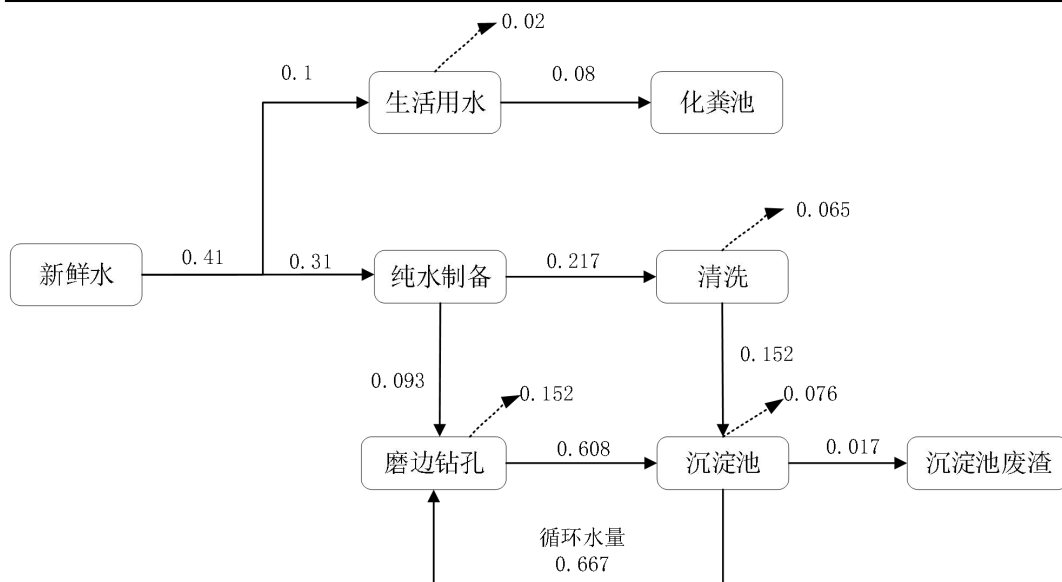 0.02
0.1
生活用水
0.08
化粪池
0.065
新鲜水
0.41
0.31
纯水制备
0.217
清洗
0.093
0.152
0.152
0.076
磨边钻孔
0.608
沉淀池
0.017
沉淀池废渣
循环水量
0.667